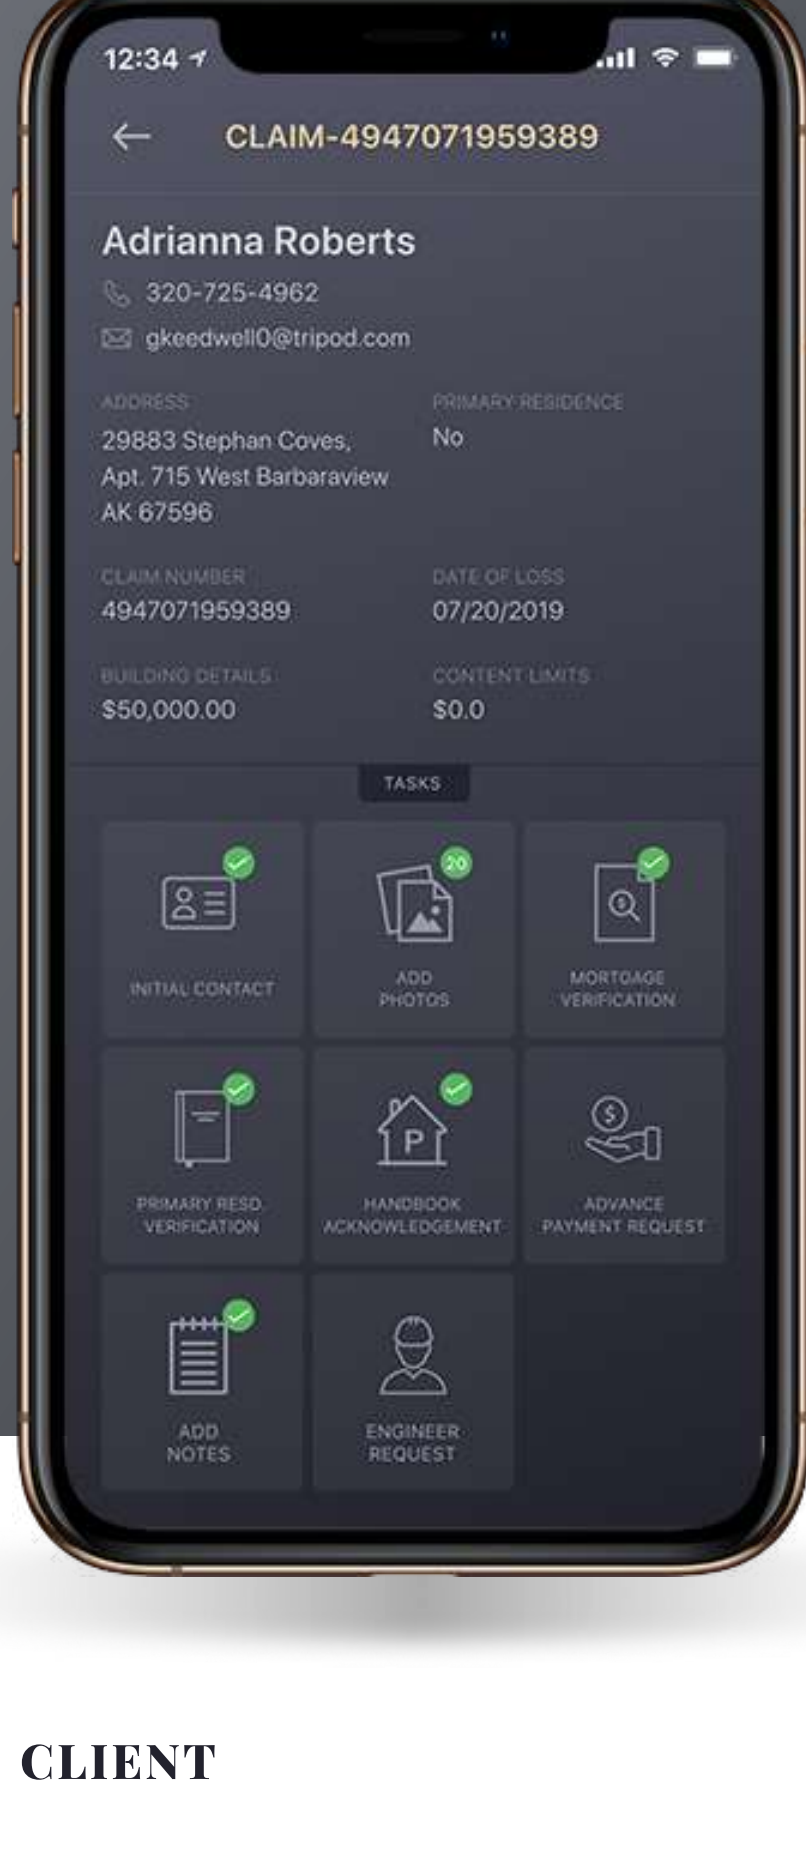 12:34
CLAIM-4947071959389
Adrianna Roberts
320-725-4962
gkeedwell0@tripod.com
ADDRESS
29883 Stephan Coves,
Apt. 715 West Barbaraview
AK 67596
PRIMARY RESIDENCE
No
CLAIM NUMBER
4947071959389
DATE OF LOSS
07/20/2019
BUILDING DETAILS
$50,000.00
CONTENT LIMITS
$0.0
TASKS
INITIAL CONTACT
20
ADD
PHOTOS
$
MORTGAGE
VERIFICATION
PRIMARY RESD.
VERIFICATION
P
HANDBOOK
ACKNOWLEDGEMENT
$
ADVANCE
PAYMENT REQUEST
ADD
NOTES
ENGINEER
REQUEST
CLIENT